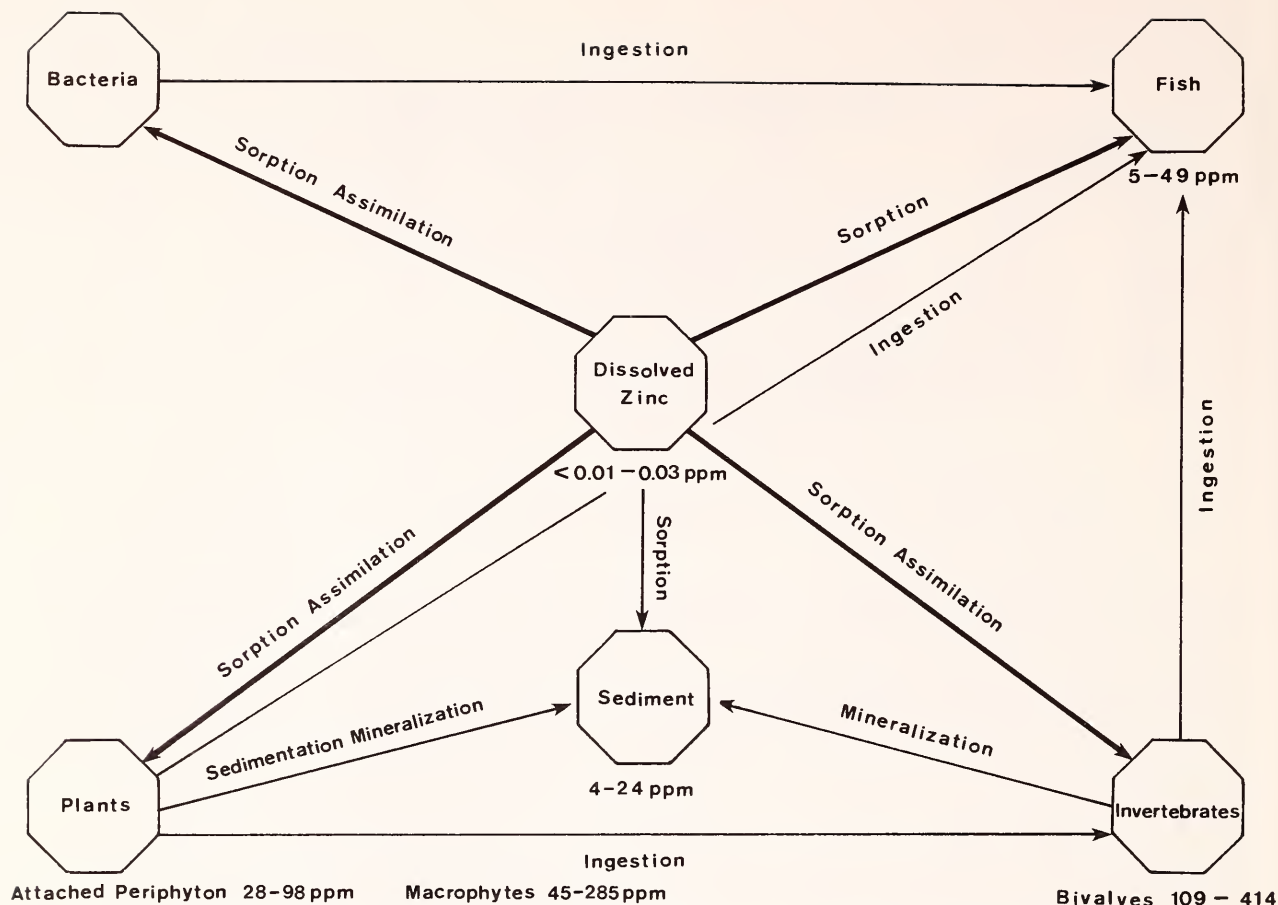 Ingestion
Bacteria
Fish
5-49 ppm
Sorption Assimilation
Sorption
Ingestion
Dissolved
Zinc
<0.01-0.03 ppm
Ingestion
Sorption Assimilation
Sorption
Sorption Assimilation
Sediment
4-24 ppm
Sedimentation Mineralization
Mineralization
Plants
Invertebrates
Ingestion
Attached Periphyton 28-98 ppm Macrophytes 45-285 ppm Bivalves 109 - 414